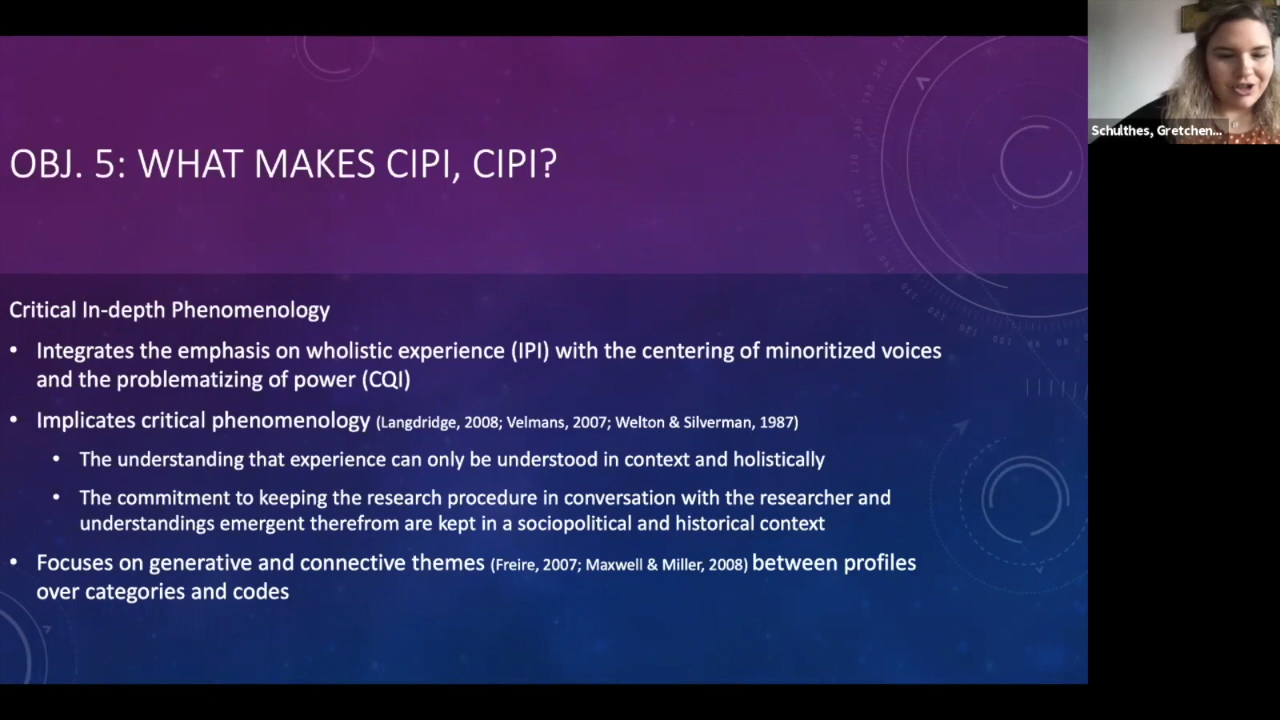 OBJ. 5: WHAT MAKES CIPI, CIPI?
Schulthes, Gretchen...
Critical In-depth Phenomenology
• Integrates the emphasis on wholistic experience (IPI) with the centering of minoritized voices
and the problematizing of power (CQI)
• Implicates critical phenomenology (Langdridge, 2008; Velmans, 2007; Welton & Silverman, 1987)
• The understanding that experience can only be understood in context and holistically
• The commitment to keeping the research procedure in conversation with the researcher and
understandings emergent therefrom are kept in a sociopolitical and historical context
• Focuses on generative and connective themes (Freire, 2007; Maxwell & Miller, 2008) between profiles
over categories and codes